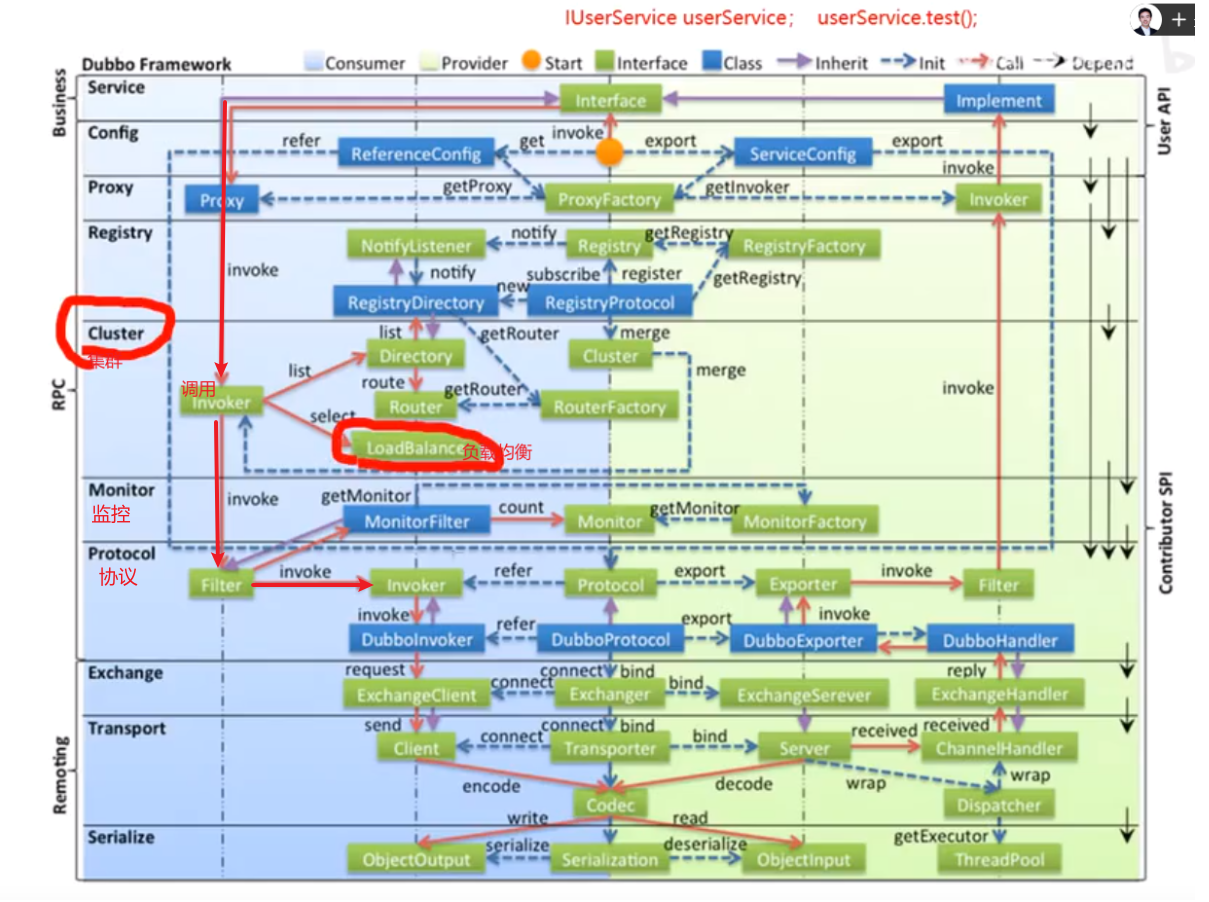 IUserService userService； userService.test();
Dubbo Framework
Consumer Provider Start Interface Class Inherit Init Call Depend
Business
Service
Interface
Implement
User API
Config
refer
ReferenceConfig
get
invoke
export
ServiceConfig
export
Proxy
Proxy
getProxy
ProxyFactory
getInvoker
invoke
Invoker
Registry
NotifyListener
notify
Registry
getRegistry
RegistryFactory
invoke
notify
subscribe
register
getRegistry
RegistryDirectory
new
RegistryProtocol
RPC
Cluster
集群
list
getRouter
merge
Directory
Cluster
list
merge
调用
Invoker
route
getRouter
Router
RouterFactory
invoke
select
LoadBalance
负载均衡
Contributor SPI
Monitor
监控
invoke
getMonitor
MonitorFilter
count
Monitor
getMonitor
MonitorFactory
Protocol
协议
Filter
invoke
Invoker
refer
Protocol
export
Exporter
invoke
Filter
invoke
DubboInvoker
refer
DubboProtocol
export
DubboExporter
invoke
DubboHandler
Remoting
Exchange
request
connect
bind
reply
ExchangeClient
connect
Exchanger
bind
ExchangeSerever
ExchangeHandler
Transport
send
connect
bind
received
received
Client
connect
Transporter
bind
Server
ChannelHandler
encode
decode
wrap
wrap
Codec
Dispatcher
Serialize
write
read
getExecutor
ObjectOutput
serialize
Serialization
deserialize
ObjectInput
ThreadPool